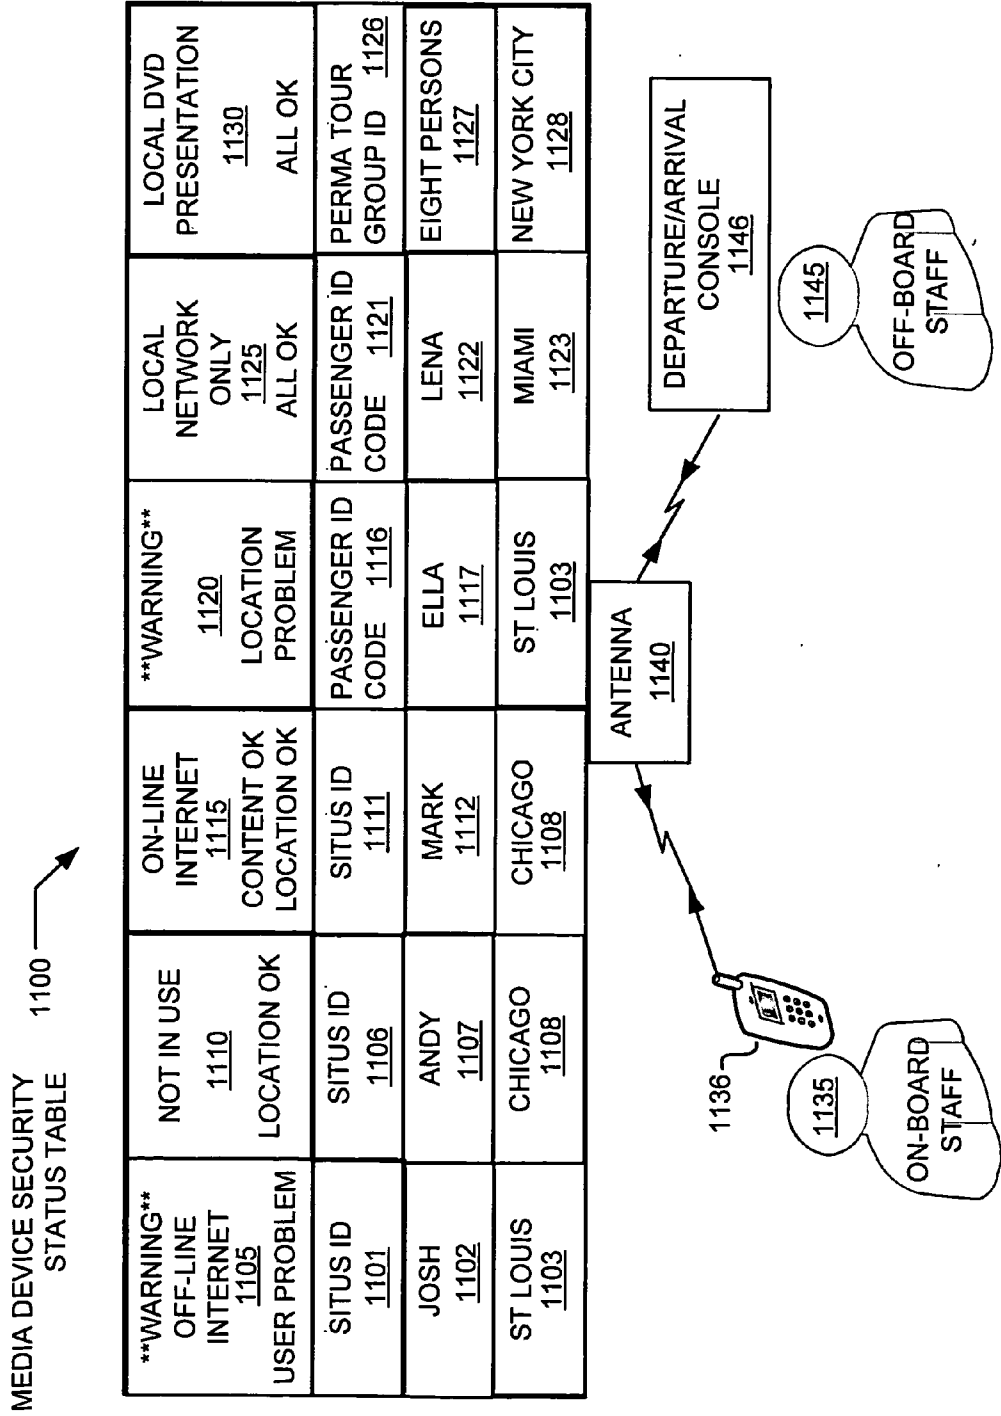 MEDIA DEVICE SECURITY
STATUS TABLE
1100
**WARNING**
OFF-LINE
INTERNET
1105
USER PROBLEM
NOT IN USE
1110
LOCATION OK
ON-LINE
INTERNET
1115
CONTENT OK
LOCATION OK
**WARNING**
1120
LOCATION
PROBLEM
LOCAL
NETWORK
ONLY
1125
ALL OK
LOCAL DVD
PRESENTATION
1130
ALL OK
SITUS ID
1101
SITUS ID
1106
SITUS ID
1111
PASSENGER ID
CODE 1116
PASSENGER ID
CODE 1121
PERMA TOUR
GROUP ID 1126
JOSH
1102
ANDY
1107
MARK
1112
ELLA
1117
LENA
1122
EIGHT PERSONS
1127
ST LOUIS
1103
CHICAGO
1108
CHICAGO
1108
ST LOUIS
1103
MIAMI
1123
NEW YORK CITY
1128
ANTENNA
1140
DEPARTURE/ARRIVAL
CONSOLE
1146
1136
1135
ON-BOARD
STAFF
1145
OFF-BOARD
STAFF